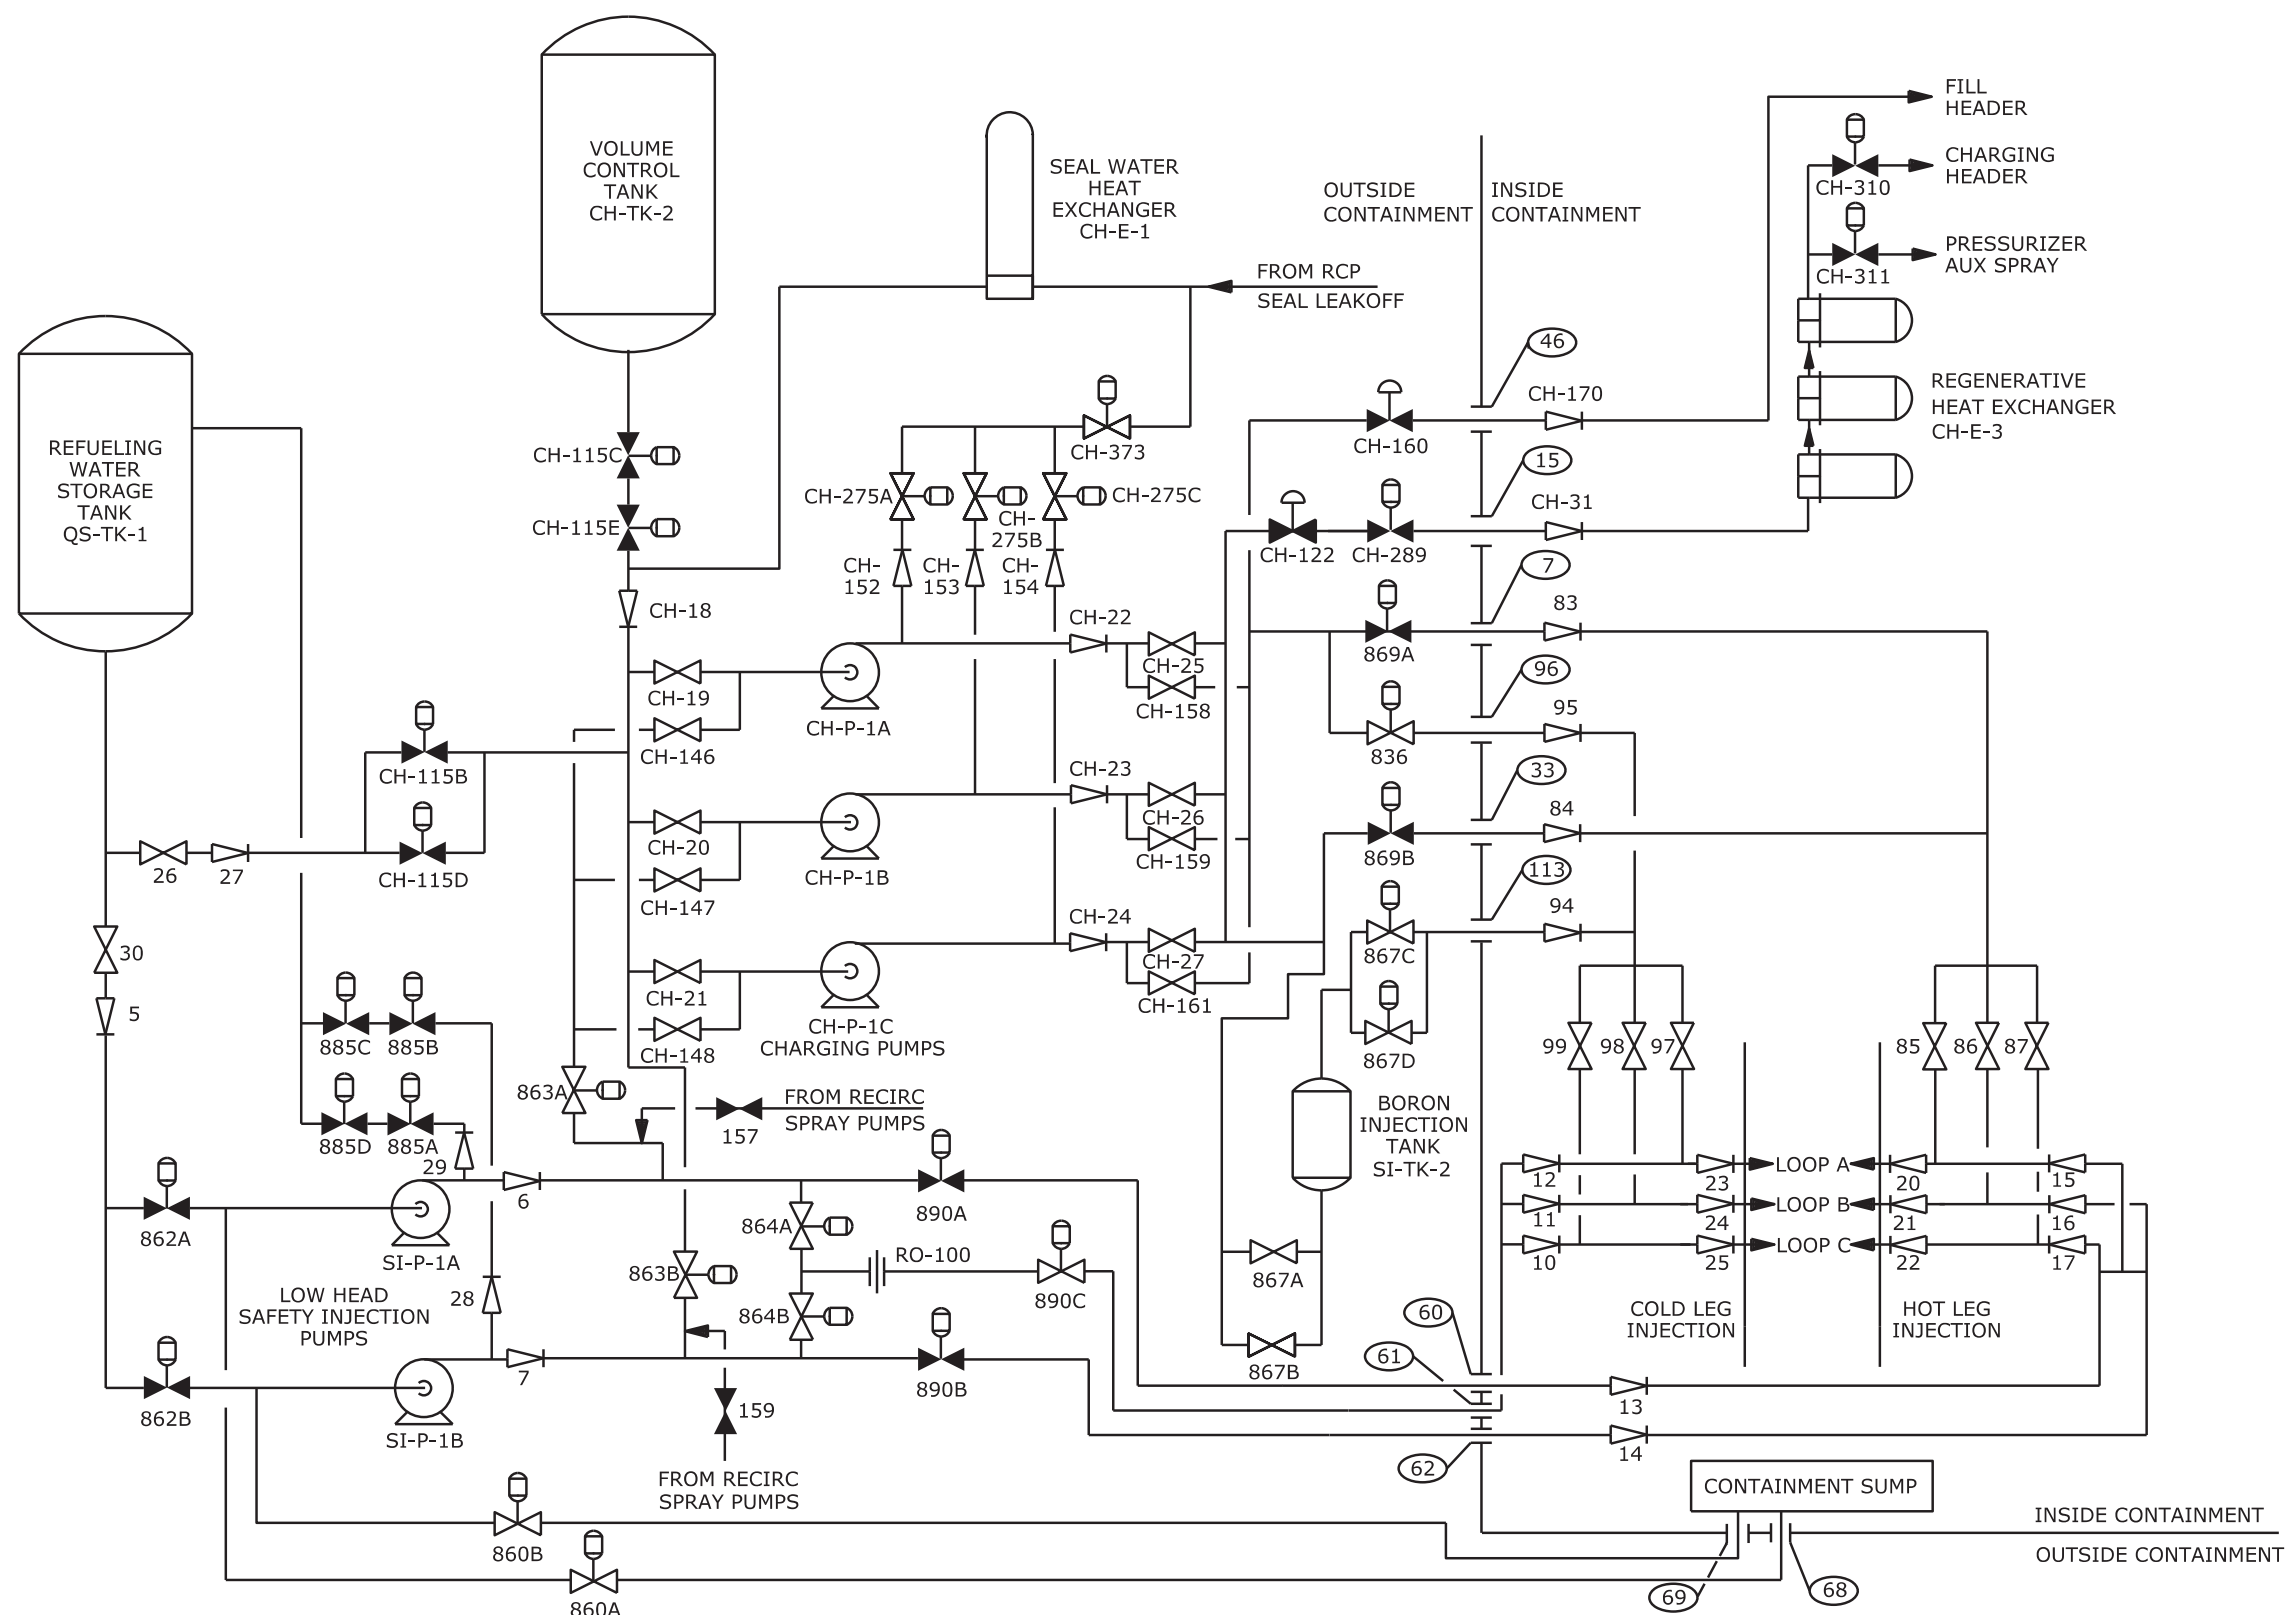 VOLUME
CONTROL
TANK
CH-TK-2
SEAL WATER
HEAT
EXCHANGER
CH-E-1
OUTSIDE
CONTAINMENT
INSIDE
CONTAINMENT
FILL
HEADER
CHARGING
HEADER
CH-310
PRESSURIZER
AUX SPRAY
CH-311
FROM RCP
SEAL LEAKOFF
REFUELING
WATER
STORAGE
TANK
QS-TK-1
REGENERATIVE
HEAT EXCHANGER
CH-E-3
46
CH-170
CH-160
CH-373
CH-115C
CH-115E
CH-275A
CH-
275B
CH-275C
15
CH-31
CH-122
CH-289
CH-
152
CH-
153
CH-
154
7
CH-18
CH-22
83
CH-25
869A
CH-158
CH-19
CH-P-1A
96
95
CH-146
836
CH-115B
CH-23
33
CH-26
84
CH-20
CH-159
869B
26
27
CH-115D
CH-P-1B
CH-147
113
CH-24
94
30
CH-27
867C
CH-21
CH-161
5
CH-P-1C
CHARGING PUMPS
885C
885B
CH-148
867D
99
98
97
85
86
87
863A
FROM RECIRC
SPRAY PUMPS
157
BORON
INJECTION
TANK
SI-TK-2
885D
885A
29
12
23
LOOP A
20
15
6
890A
11
24
LOOP B
21
16
862A
864A
10
25
LOOP C
22
17
SI-P-1A
863B
RO-100
867A
890C
LOW HEAD
SAFETY INJECTION
PUMPS
28
864B
60
COLD LEG
INJECTION
HOT LEG
INJECTION
61
7
890B
867B
862B
159
13
SI-P-1B
14
62
FROM RECIRC
SPRAY PUMPS
CONTAINMENT SUMP
INSIDE CONTAINMENT
OUTSIDE CONTAINMENT
860B
69
68
860A